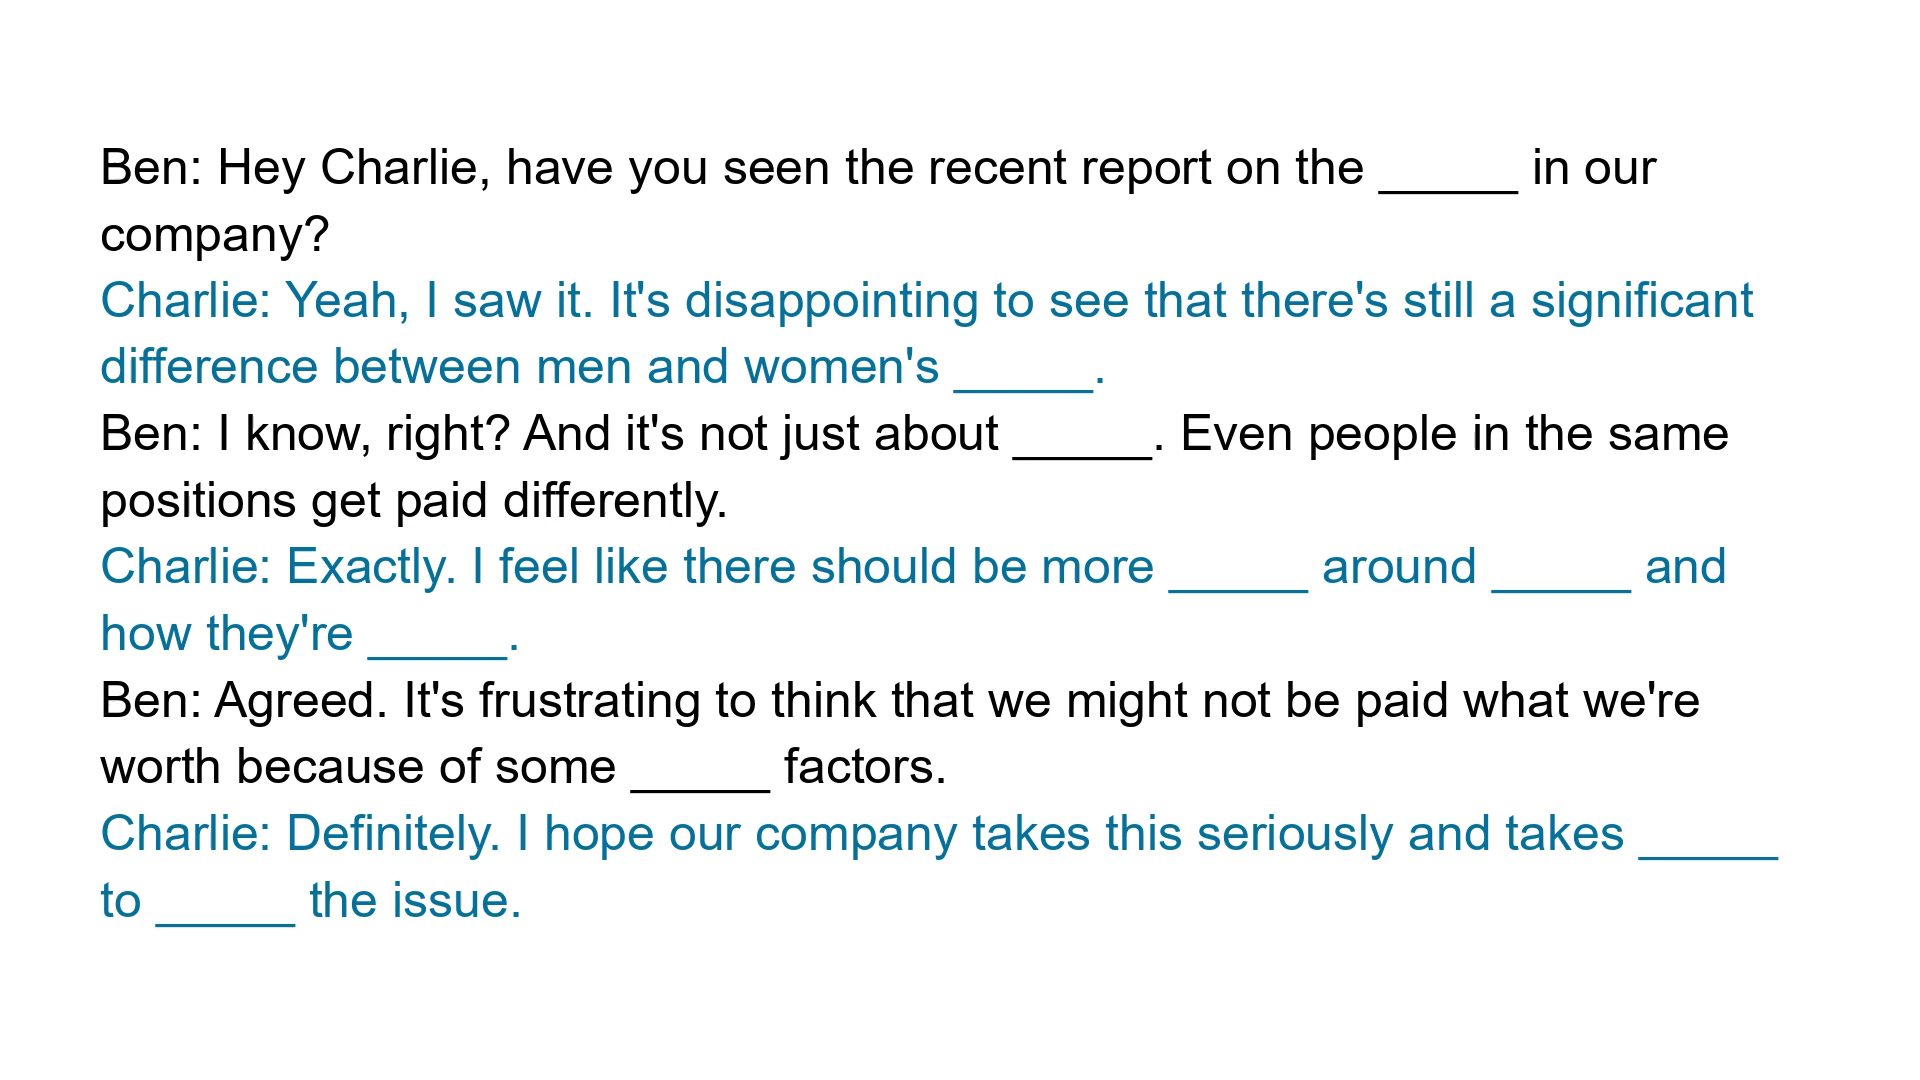 Ben: Hey Charlie, have you seen the recent report on the _____ in our
company?
Charlie: Yeah, I saw it. It's disappointing to see that there's still a significant
difference between men and women's _____.
Ben: I know, right? And it's not just about _____. Even people in the same
positions get paid differently.
Charlie: Exactly. I feel like there should be more _____ around _____ and
how they're _____.
Ben: Agreed. It's frustrating to think that we might not be paid what we're
worth because of some _____ factors.
Charlie: Definitely. I hope our company takes this seriously and takes _____
to _____ the issue.